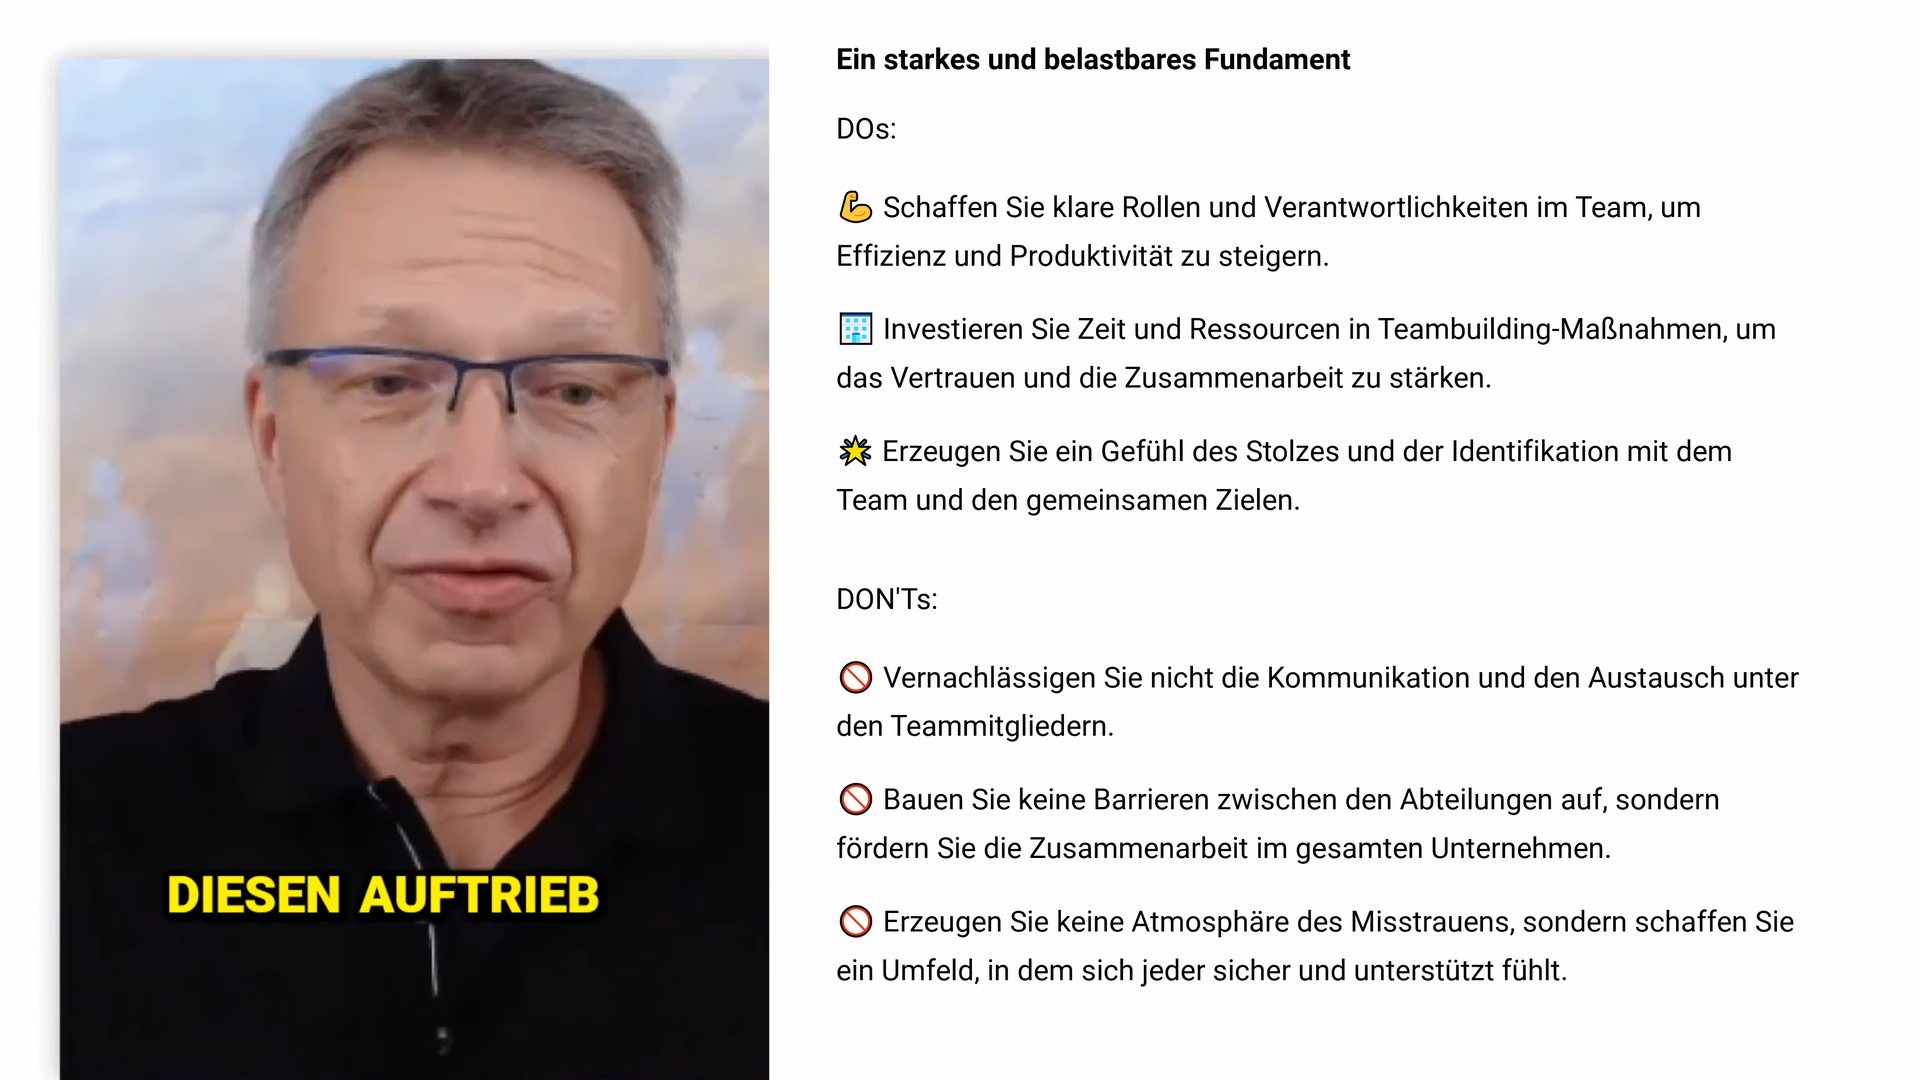 Ein starkes und belastbares Fundament
DOs:
💪 Schaffen Sie klare Rollen und Verantwortlichkeiten im Team, um
Effizienz und Produktivität zu steigern.
🏢 Investieren Sie Zeit und Ressourcen in Teambuilding-Maßnahmen, um
das Vertrauen und die Zusammenarbeit zu stärken.
🌟 Erzeugen Sie ein Gefühl des Stolzes und der Identifikation mit dem
Team und den gemeinsamen Zielen.
DON'Ts:
🚫 Vernachlässigen Sie nicht die Kommunikation und den Austausch unter
den Teammitgliedern.
🚫 Bauen Sie keine Barrieren zwischen den Abteilungen auf, sondern
fördern Sie die Zusammenarbeit im gesamten Unternehmen.
🚫 Erzeugen Sie keine Atmosphäre des Misstrauens, sondern schaffen Sie
ein Umfeld, in dem sich jeder sicher und unterstützt fühlt.
DIESEN AUFTRIEB